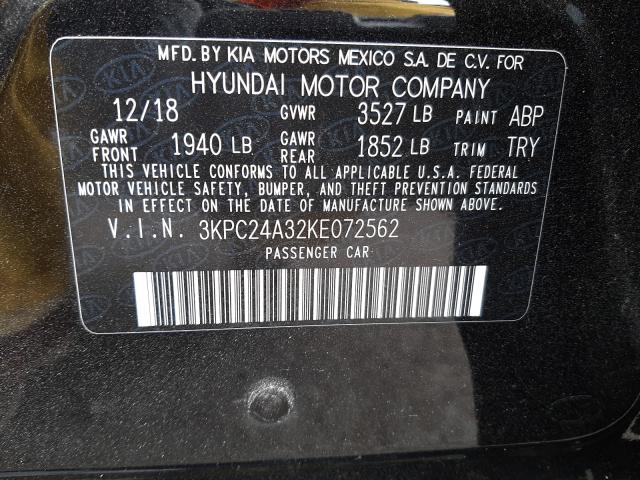 MFD. BY KIA MOTORS MEXICO S.A. DE C.V. FOR
HYUNDAI MOTOR COMPANY
12/18 GVWR 3527 LB PAINT ABP
GAWR FRONT 1940 LB GAWR REAR 1852 LB TRIM TRY
THIS VEHICLE CONFORMS TO ALL APPLICABLE U.S.A. FEDERAL
MOTOR VEHICLE SAFETY, BUMPER, AND THEFT PREVENTION STANDARDS
IN EFFECT ON THE DATE OF MANUFACTURE SHOWN ABOVE.
V.I.N. 3KPC24A32KE072562
PASSENGER CAR